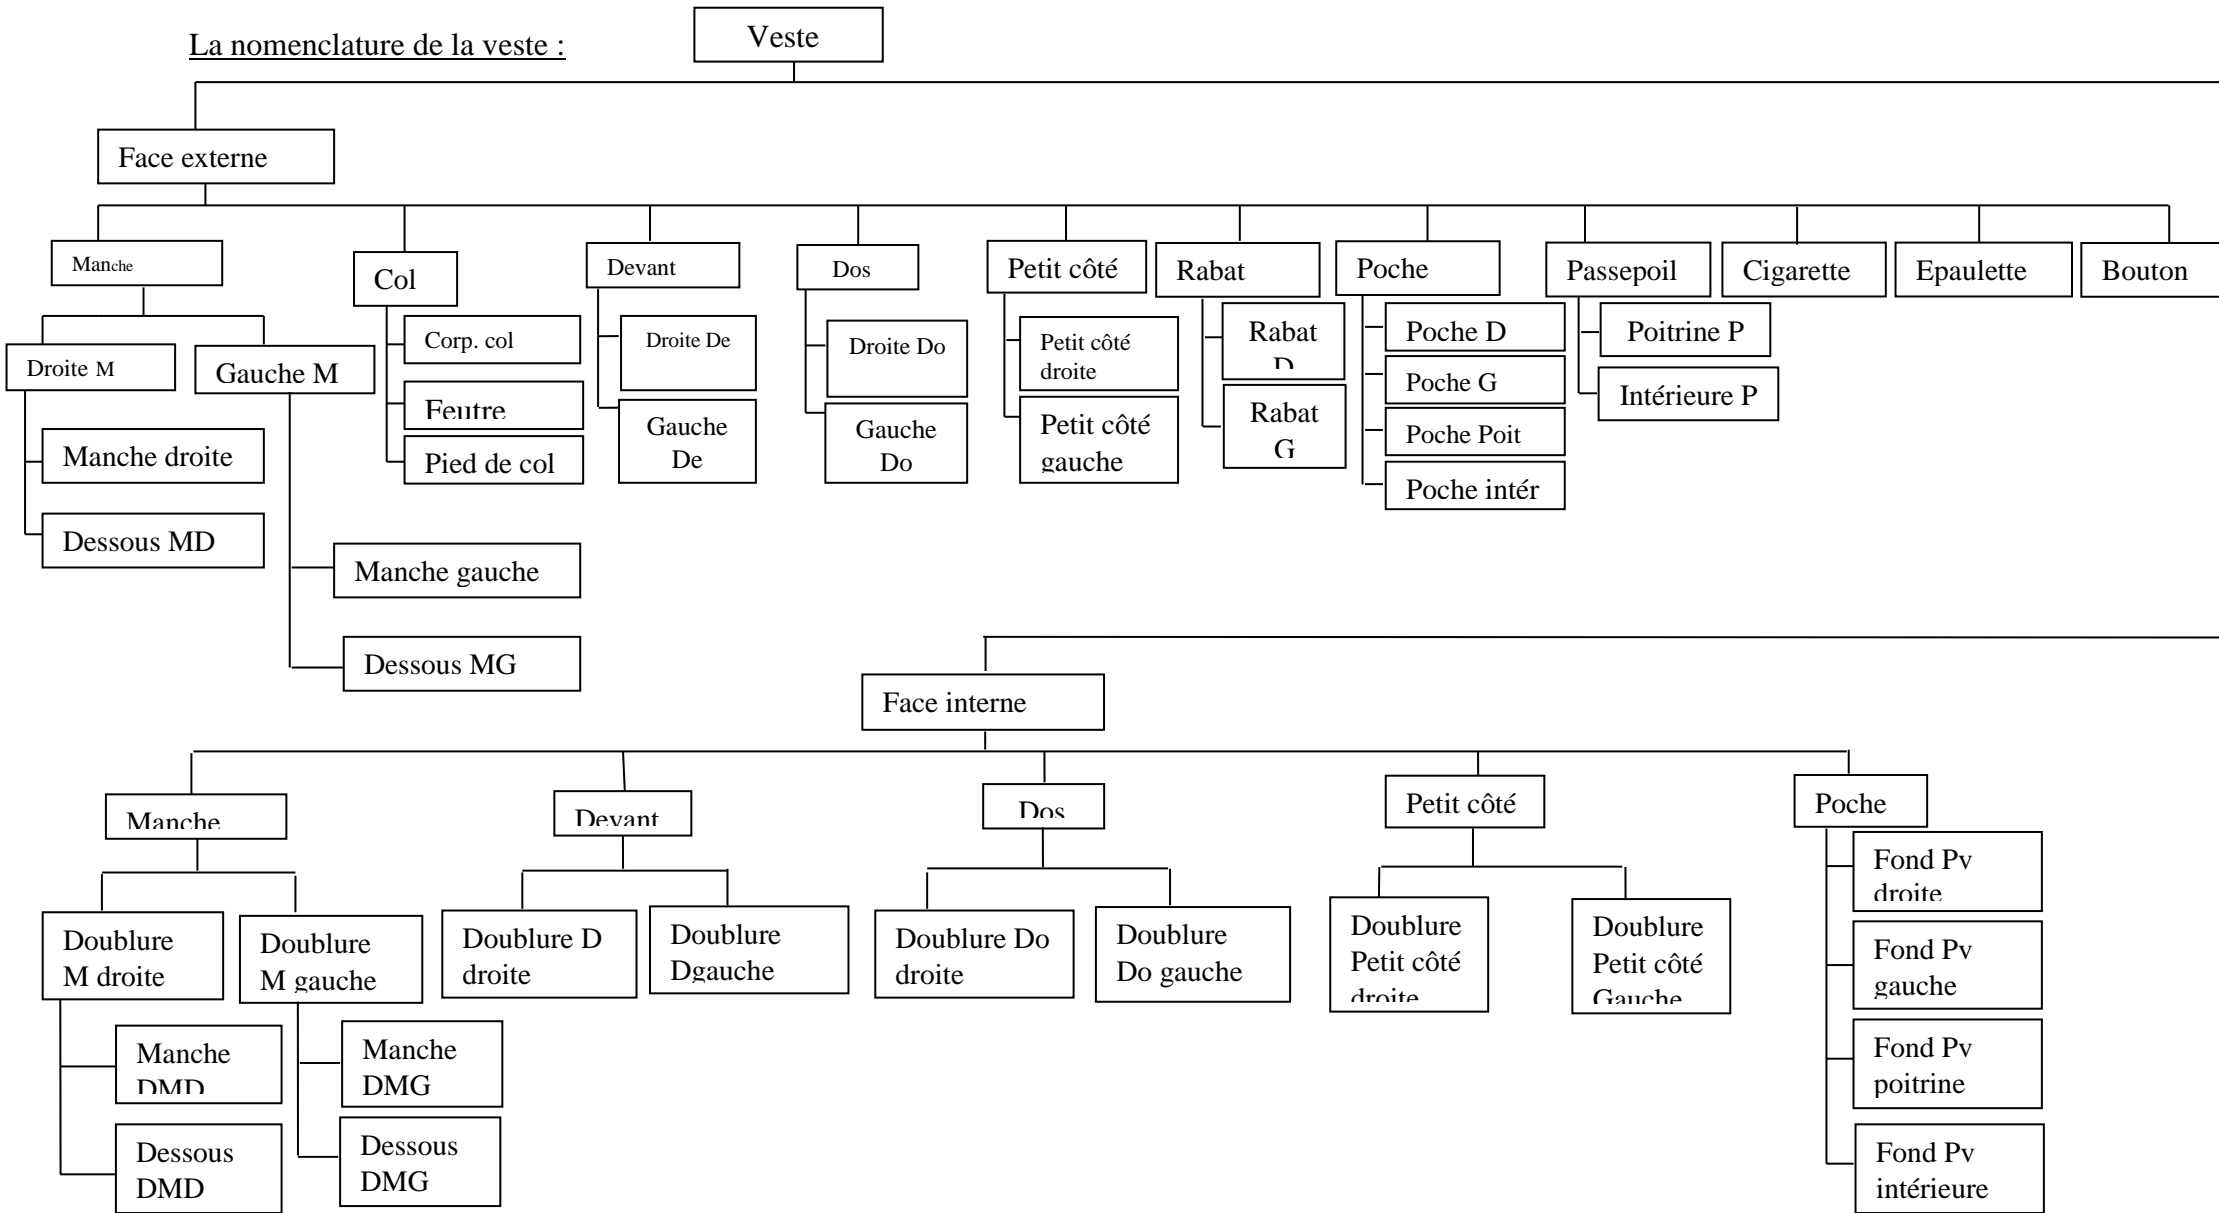 La nomenclature de la veste :
Veste
Face externe
Manche
Col
Devant
Dos
Petit côté
Rabat
Poche
Passepoil
Cigarette
Epaulette
Bouton
Droite M
Gauche M
Manche droite
Dessous MD
Manche gauche
Dessous MG
Corp. col
Feutre
Pied de col
Droite De
Gauche
De
Droite Do
Gauche
Do
Petit côté
droite
Petit côté
gauche
Rabat
D
Rabat
G
Poche D
Poche G
Poche Poit
Poche intér
Poitrine P
Intérieure P
Face interne
Manche
Devant
Dos
Petit côté
Poche
Doublure
M droite
Doublure
M gauche
Manche
DMD
Dessous
DMD
Manche
DMG
Dessous
DMG
Doublure D
droite
Doublure
Dgauche
Doublure Do
droite
Doublure
Do gauche
Doublure
Petit côté
droite
Doublure
Petit côté
Gauche
Fond Pv
droite
Fond Pv
gauche
Fond Pv
poitrine
Fond Pv
intérieure